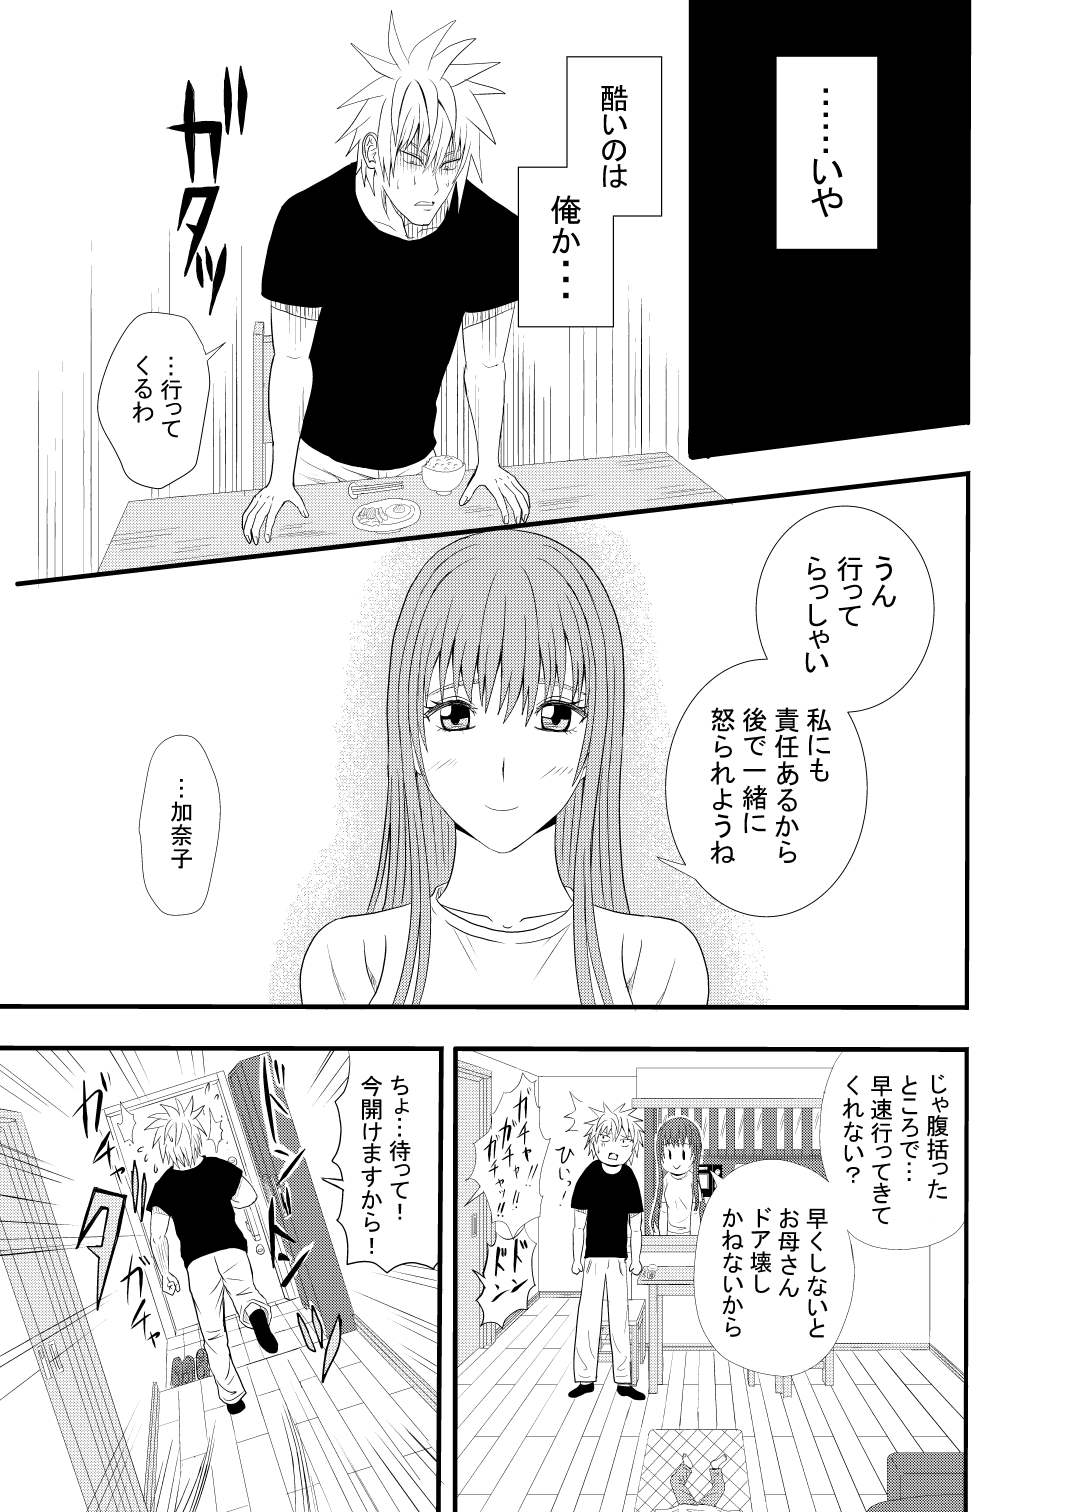 ……いや
酷いのは
俺か…
ガタッ
…行って
くるわ
うん
行って
らっしゃい
私にも
責任あるから
後で一緒に
怒られようね
…加奈子
じゃ腹括った
ところで…
早速行ってきて
くれない？
早くしないと
お母さん
ドア壊し
かねないから
ひぃっ！
ガチャ!!
ガチャガチャッ!!
ドンドン
ちょ…待って！
今開けますから！
ガチャ
ガチャ
ダッ